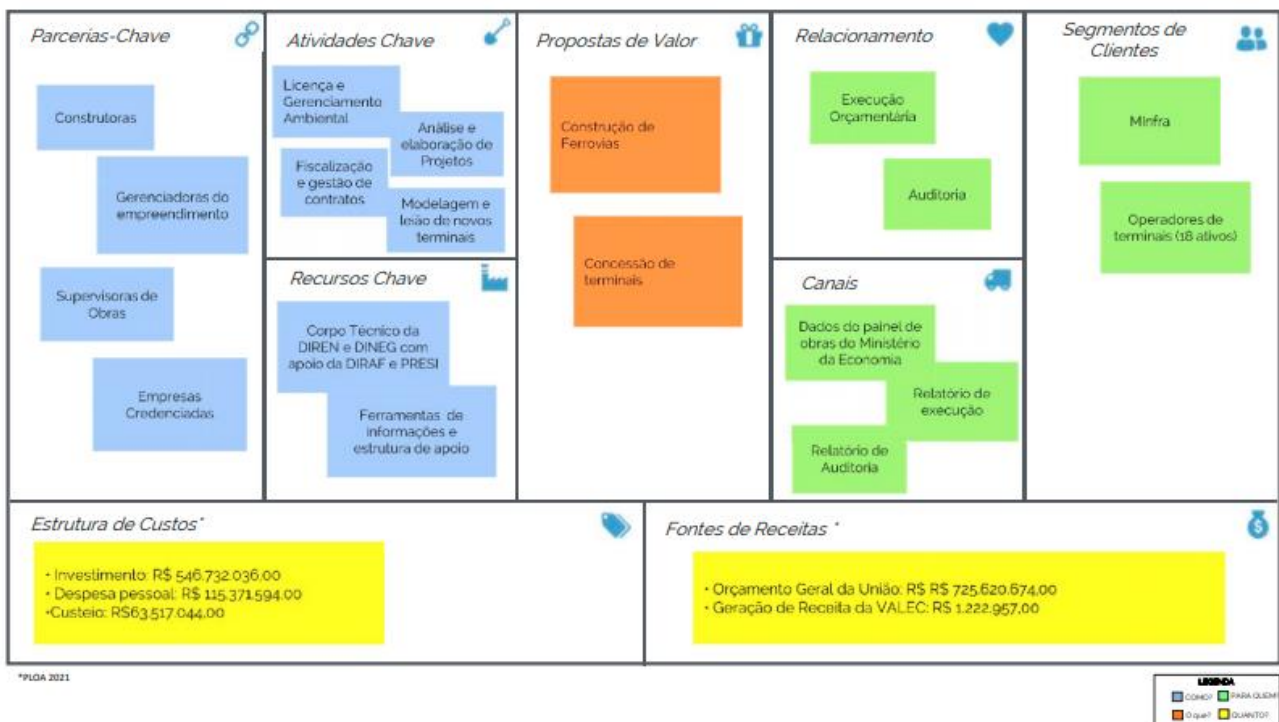 Parcerias-Chave
Construtoras
Gerenciadoras do
empreendimento
Supervisoras de
Obras
Empresas
Credenciadas
Atividades Chave
Licença e
Gerenciamento
Ambiental
Análise e
elaboração de
Projetos
Fiscalização
e gestão de
contratos
Modelagem e
leião de novos
terminais
Recursos Chave
Corpo Técnico da
DIREN e DINEG com
apoio da DIRAF e PRESI
Ferramentas de
informações e
estrutura de apoio
Propostas de Valor
Construção de
Ferrovias
Concessão de
terminais
Relacionamento
Execução
Orçamentária
Auditoria
Canais
Dados do painel de
obras do Ministério
da Economia
Relatório de
execução
Relatório de
Auditoria
Segmentos de
Clientes
MInfra
Operadores de
terminais (18 ativos)
Estrutura de Custos*
• Investimento: R$ 546.732.036,00
• Despesa pessoal: R$ 115.371.594,00
•Custeio: R$63.517.044,00
Fontes de Receitas *
• Orçamento Geral da União: R$ R$ 725.620.674,00
• Geração de Receita da VALEC: R$ 1.222.957,00
*PLOA 2021
LEGENDA
COMO? PARA QUEM?
O que? QUANTO?